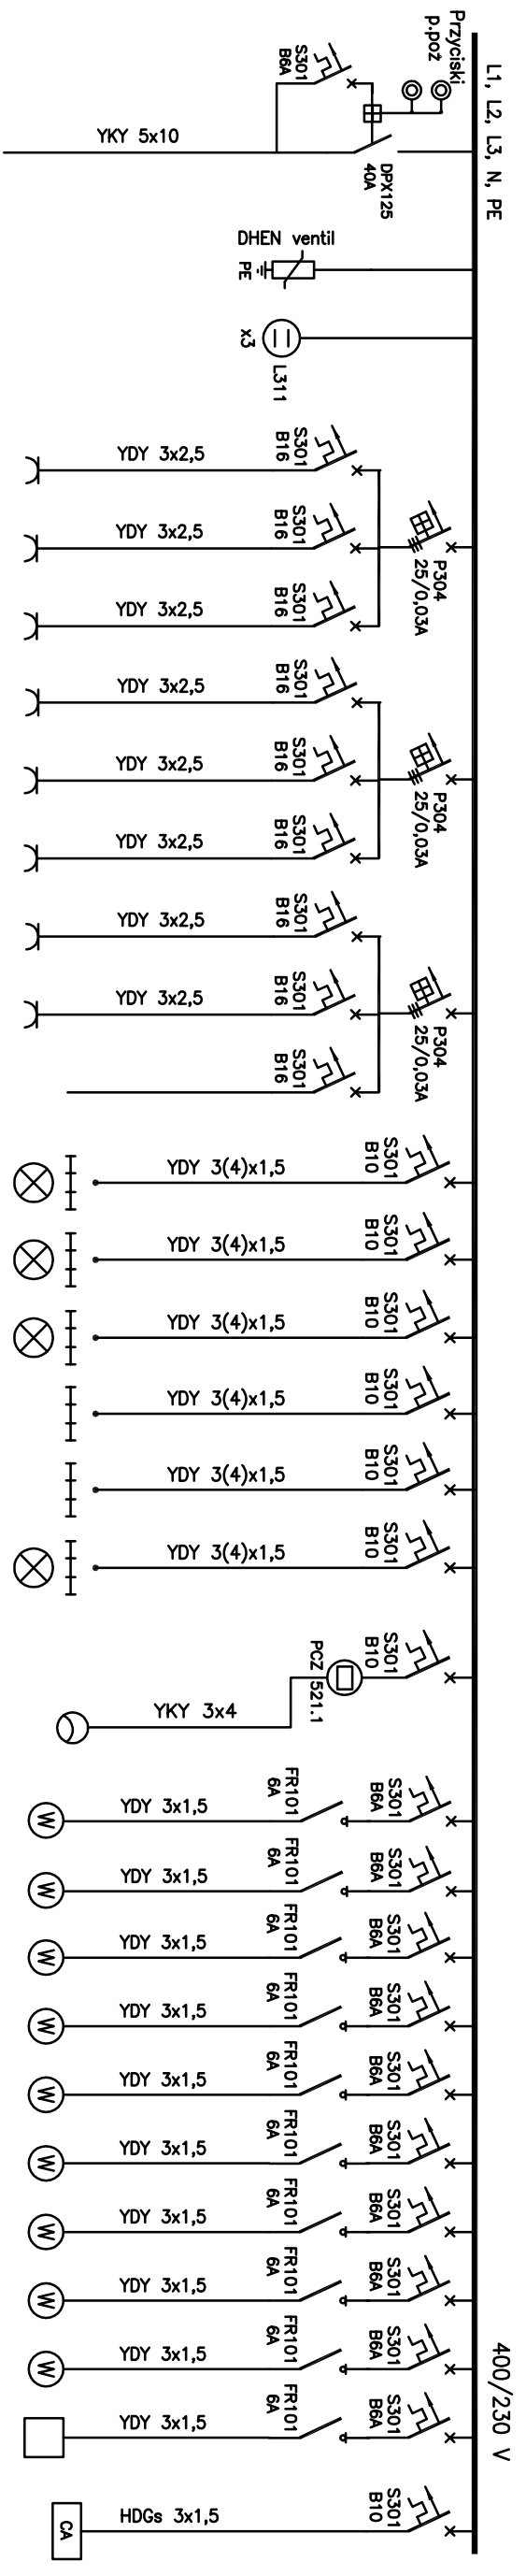 L1, L2, L3, N, PE
400/230 V
Przyciski
p.poż
S301
B6A
YKY 5x10
DPX125
40A
DHEN ventil
PE
L311
x3
P304
25/0,03A
S301
B16
YDY 3x2,5
S301
B16
YDY 3x2,5
S301
B16
YDY 3x2,5
P304
25/0,03A
S301
B16
YDY 3x2,5
S301
B16
YDY 3x2,5
S301
B16
YDY 3x2,5
P304
25/0,03A
S301
B16
YDY 3x2,5
S301
B16
YDY 3x2,5
S301
B16
S301
B10
YDY 3(4)x1,5
S301
B10
YDY 3(4)x1,5
S301
B10
YDY 3(4)x1,5
S301
B10
YDY 3(4)x1,5
S301
B10
YDY 3(4)x1,5
S301
B10
YDY 3(4)x1,5
S301
B10
PCZ 521.1
YKY 3x4
S301
B6A
FR101
6A
YDY 3x1,5
W
S301
B6A
FR101
6A
YDY 3x1,5
W
S301
B6A
FR101
6A
YDY 3x1,5
W
S301
B6A
FR101
6A
YDY 3x1,5
W
S301
B6A
FR101
6A
YDY 3x1,5
W
S301
B6A
FR101
6A
YDY 3x1,5
W
S301
B6A
FR101
6A
YDY 3x1,5
W
S301
B6A
FR101
6A
YDY 3x1,5
W
S301
B6A
FR101
6A
YDY 3x1,5
W
S301
B6A
FR101
6A
YDY 3x1,5
S301
B10
HDGs 3x1,5
CA